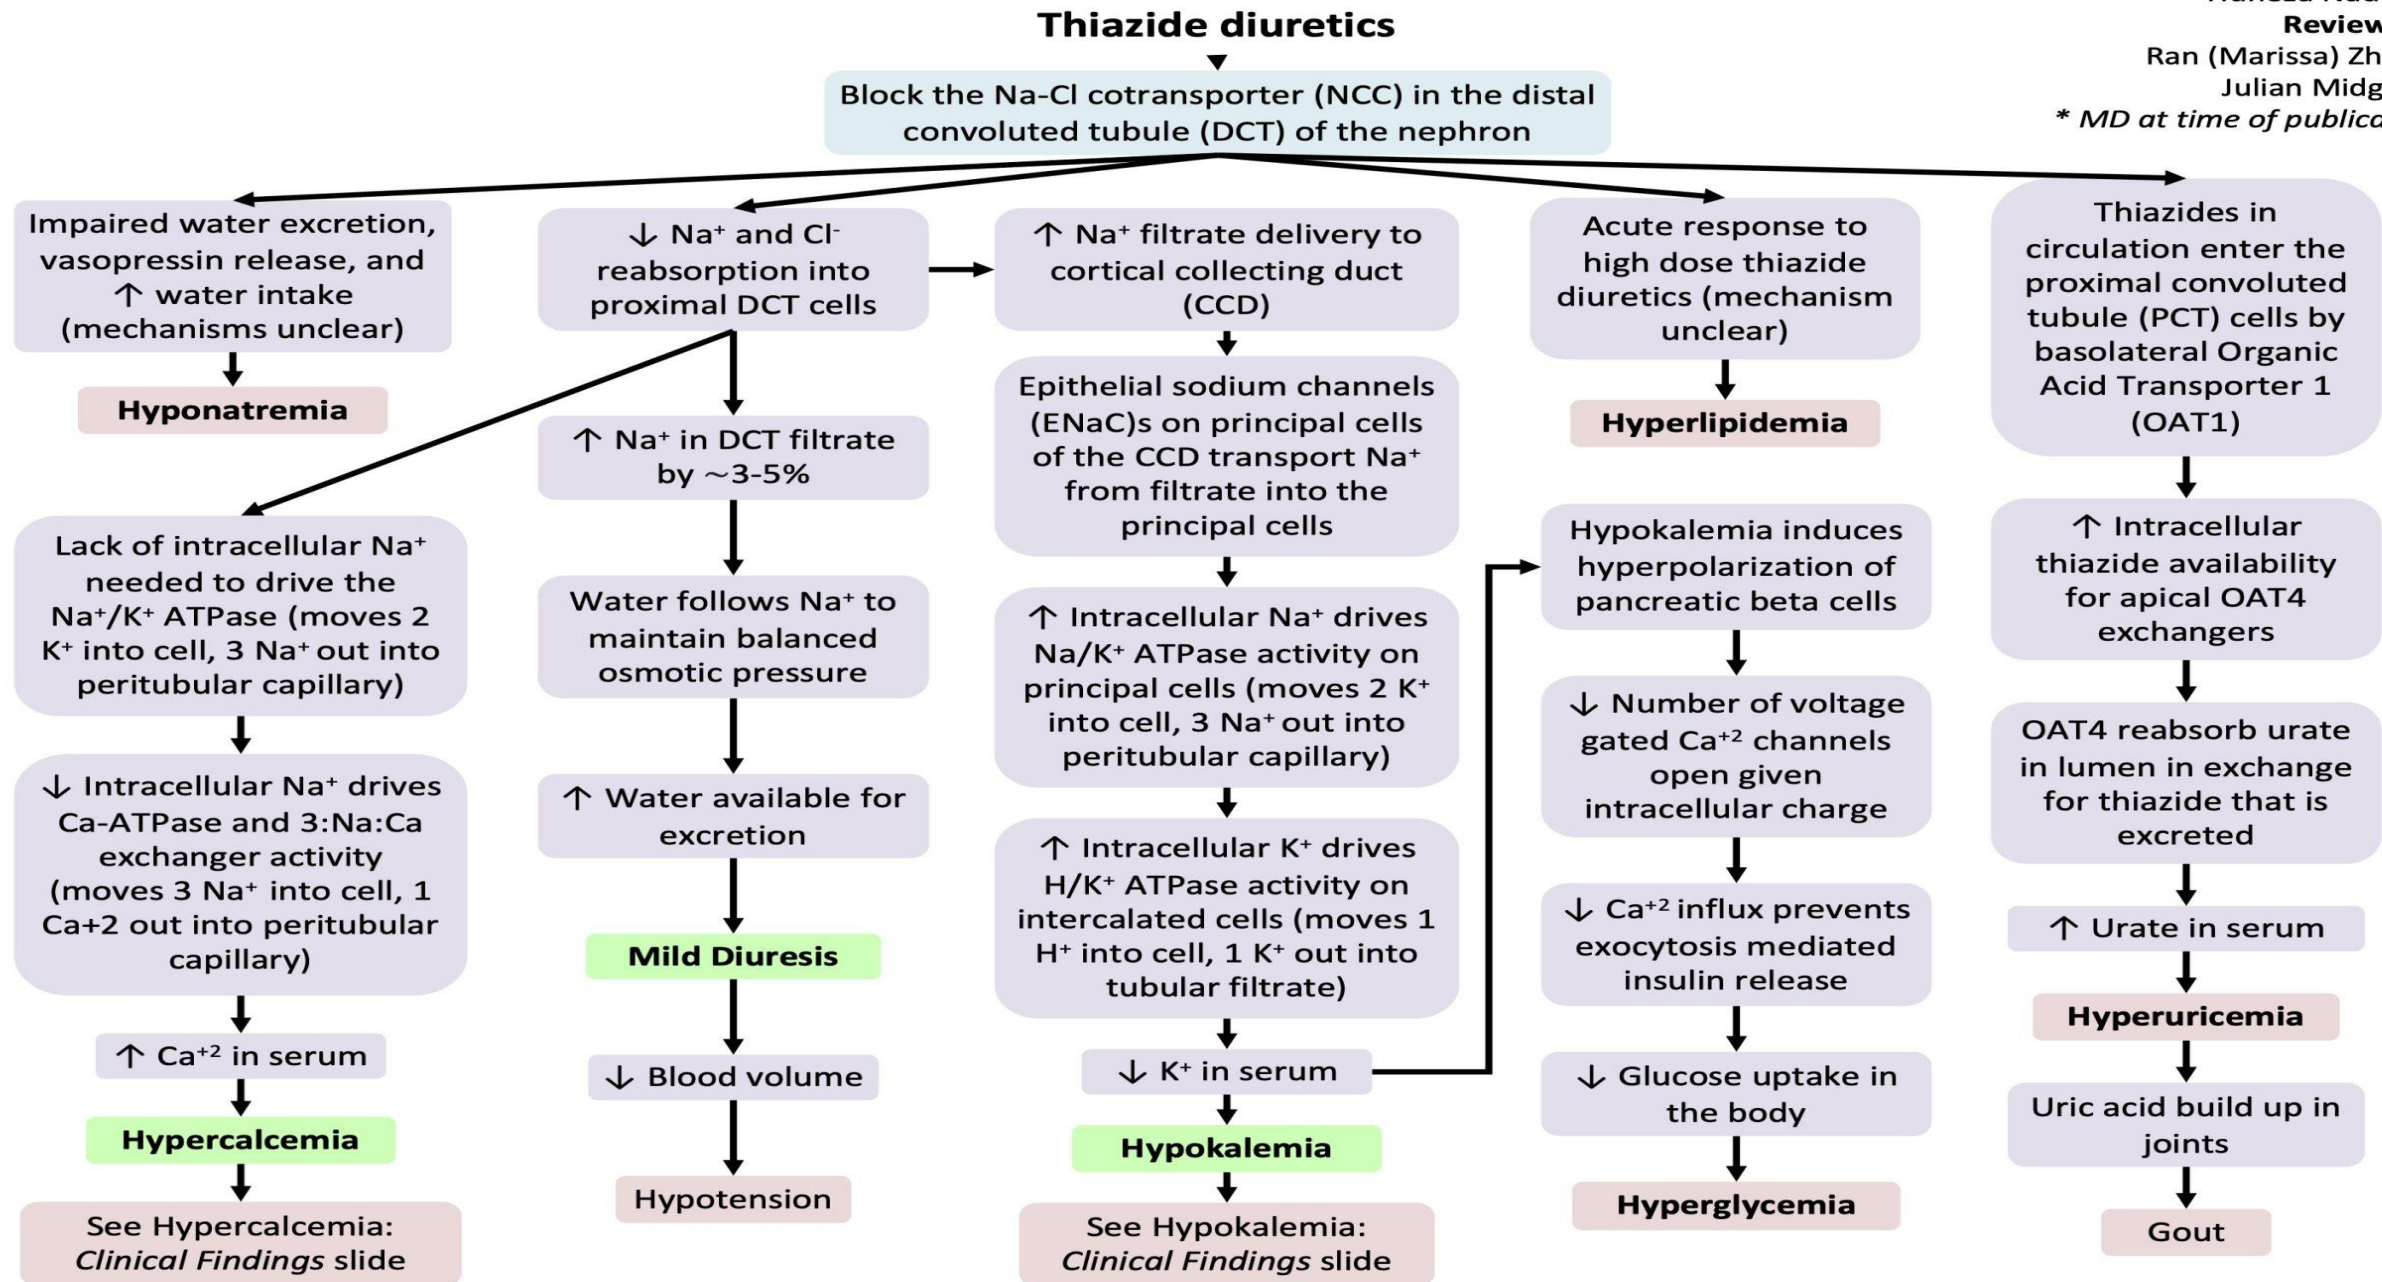 Thiazide diuretics
Review
Ran (Marissa) Zh
Julian Midg
* MD at time of publica
Block the Na-Cl cotransporter (NCC) in the distal
convoluted tubule (DCT) of the nephron
Impaired water excretion,
vasopressin release, and
↑ water intake
(mechanisms unclear)
Hyponatremia
↓ Na⁺ and Cl⁻
reabsorption into
proximal DCT cells
Lack of intracellular Na⁺
needed to drive the
Na⁺/K⁺ ATPase (moves 2
K⁺ into cell, 3 Na⁺ out into
peritubular capillary)
↓ Intracellular Na⁺ drives
Ca-ATPase and 3:Na:Ca
exchanger activity
(moves 3 Na⁺ into cell, 1
Ca+2 out into peritubular
capillary)
↑ Ca⁺² in serum
Hypercalcemia
See Hypercalcemia:
Clinical Findings slide
↑ Na⁺ in DCT filtrate
by ~3-5%
Water follows Na⁺ to
maintain balanced
osmotic pressure
↑ Water available for
excretion
Mild Diuresis
↓ Blood volume
Hypotension
↑ Na⁺ filtrate delivery to
cortical collecting duct
(CCD)
Epithelial sodium channels
(ENaC)s on principal cells
of the CCD transport Na⁺
from filtrate into the
principal cells
↑ Intracellular Na⁺ drives
Na/K⁺ ATPase activity on
principal cells (moves 2 K⁺
into cell, 3 Na⁺ out into
peritubular capillary)
↑ Intracellular K⁺ drives
H/K⁺ ATPase activity on
intercalated cells (moves 1
H⁺ into cell, 1 K⁺ out into
tubular filtrate)
↓ K⁺ in serum
Hypokalemia
See Hypokalemia:
Clinical Findings slide
Acute response to
high dose thiazide
diuretics (mechanism
unclear)
Hyperlipidemia
Hypokalemia induces
hyperpolarization of
pancreatic beta cells
↓ Number of voltage
gated Ca⁺² channels
open given
intracellular charge
↓ Ca⁺² influx prevents
exocytosis mediated
insulin release
↓ Glucose uptake in
the body
Hyperglycemia
Thiazides in
circulation enter the
proximal convoluted
tubule (PCT) cells by
basolateral Organic
Acid Transporter 1
(OAT1)
↑ Intracellular
thiazide availability
for apical OAT4
exchangers
OAT4 reabsorb urate
in lumen in exchange
for thiazide that is
excreted
↑ Urate in serum
Hyperuricemia
Uric acid build up in
joints
Gout